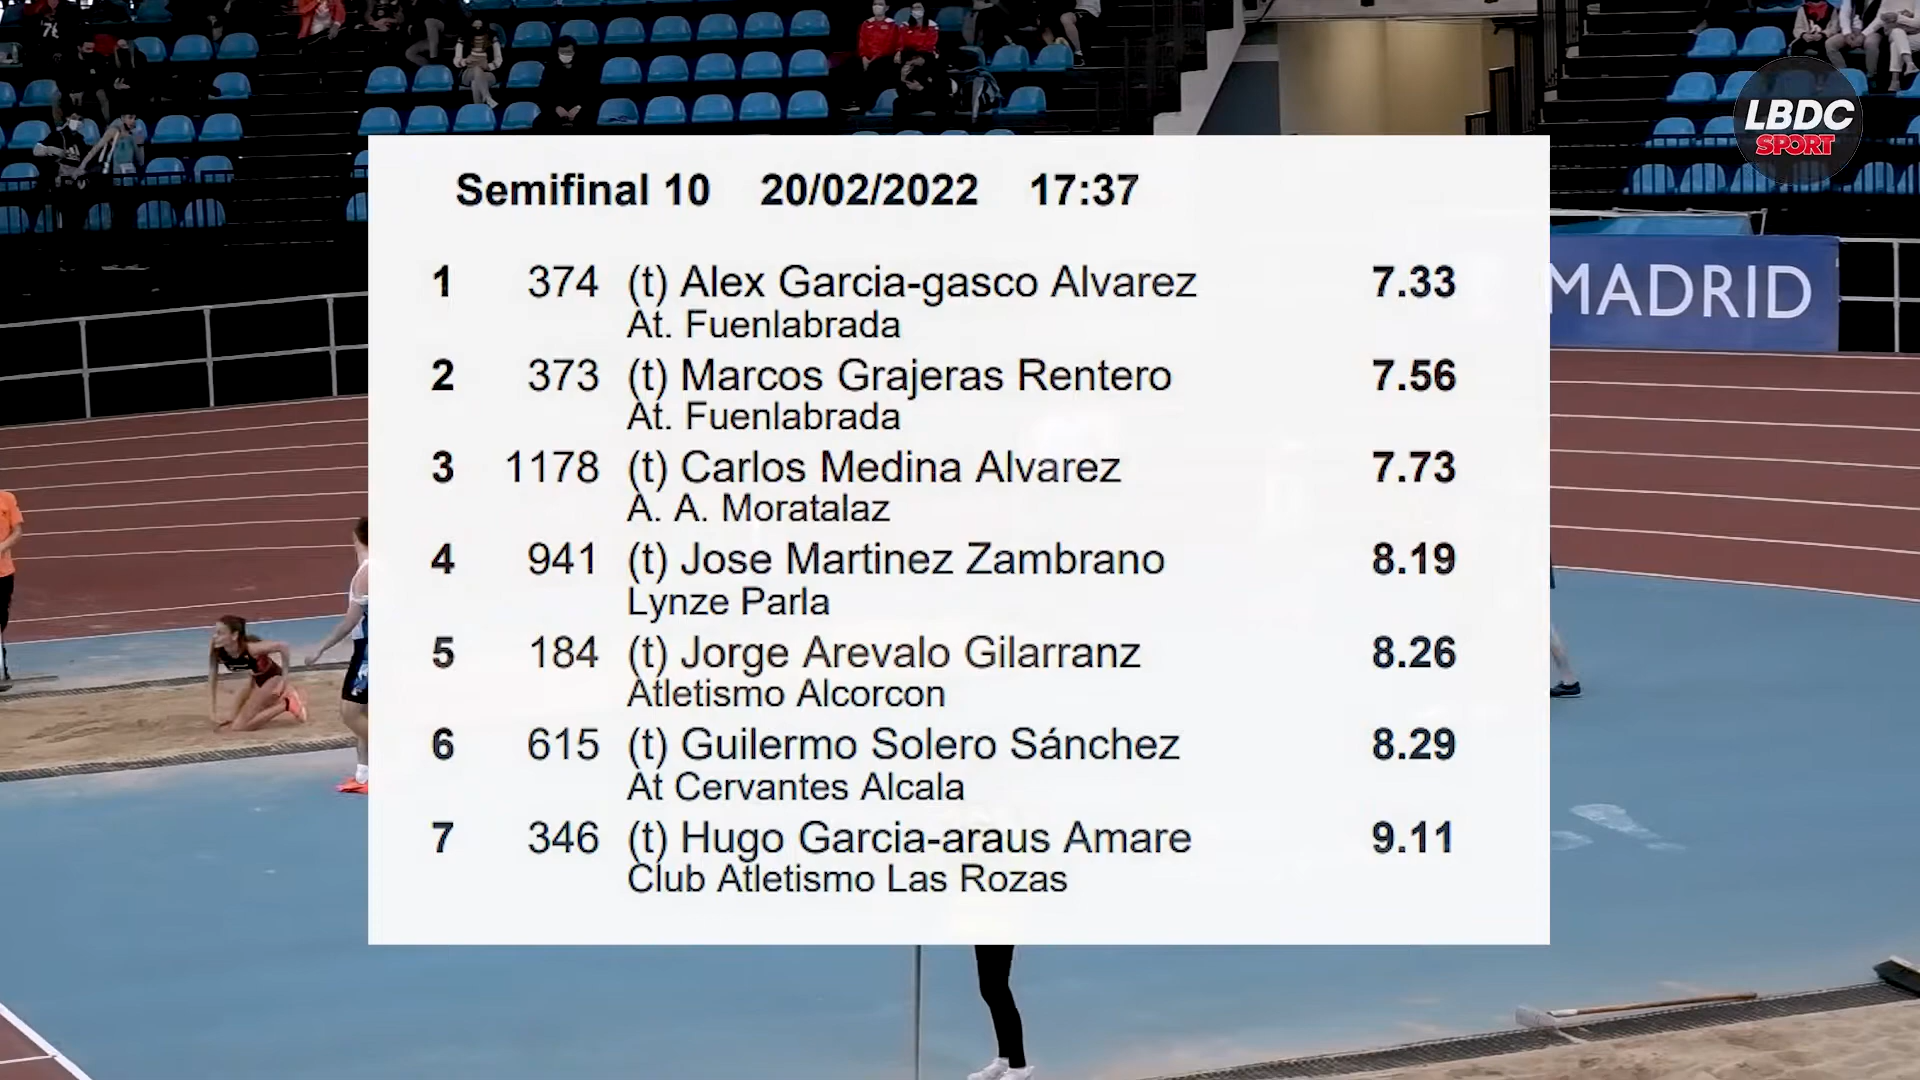 LBDC
SPORT
MADRID
Semifinal 10 20/02/2022 17:37
1 374 (t) Alex Garcia-gasco Alvarez 7.33
At. Fuenlabrada
2 373 (t) Marcos Grajeras Rentero 7.56
At. Fuenlabrada
3 1178 (t) Carlos Medina Alvarez 7.73
A. A. Moratalaz
4 941 (t) Jose Martinez Zambrano 8.19
Lynze Parla
5 184 (t) Jorge Arevalo Gilarranz 8.26
Atletismo Alcorcon
6 615 (t) Guilermo Solero Sánchez 8.29
At Cervantes Alcala
7 346 (t) Hugo Garcia-araus Amare 9.11
Club Atletismo Las Rozas